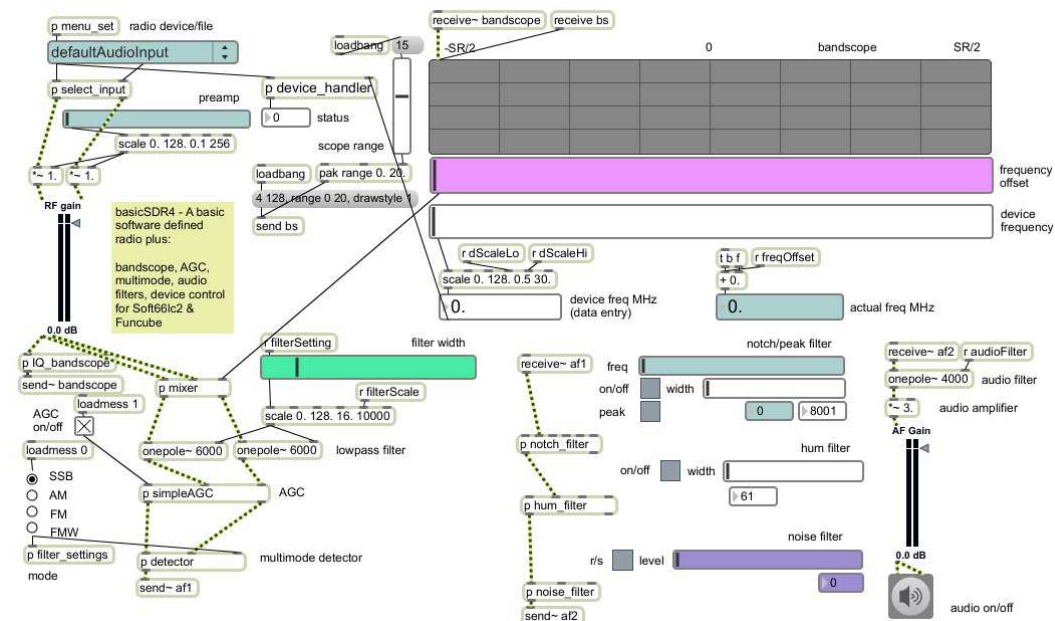 p menu_set
radio device/file
defaultAudioInput
p select_input
preamp
p device_handler
0
status
scale 0. 128. 0.1 256
*~ 1.
*~ 1.
RF gain
basicSDR4 - A basic
software defined
radio plus:
bandscope, AGC,
multimode, audio
filters, device control
for Soft66lc2 &
Funcube
0.0 dB
loadbang
15
scope range
loadbang
pak range 0. 20.
4 128, range 0 20, drawstyle 1
send bs
receive~ bandscope
receive bs
-SR/2
0
bandscope
SR/2
frequency
offset
device
frequency
r dScaleLo
r dScaleHi
scale 0. 128. 0.5 30.
0.
device freq MHz
(data entry)
t b f
r freqOffset
+ 0.
0.
actual freq MHz
p IQ_bandscope
send~ bandscope
p mixer
loadmess 1
AGC
on/off
loadmess 0
SSB
AM
FM
FMW
p filter_settings
mode
r filterSetting
filter width
r filterScale
scale 0. 128. 16. 10000
onepole~ 6000
onepole~ 6000
lowpass filter
p simpleAGC
AGC
p detector
multimode detector
send~ af1
receive~ af1
notch/peak filter
freq
on/off
width
peak
0
8001
p notch_filter
hum filter
on/off
width
61
p hum_filter
noise filter
r/s
level
0
p noise_filter
send~ af2
receive~ af2
r audioFilter
onepole~ 4000
audio filter
*~ 3.
audio amplifier
AF Gain
0.0 dB
audio on/off